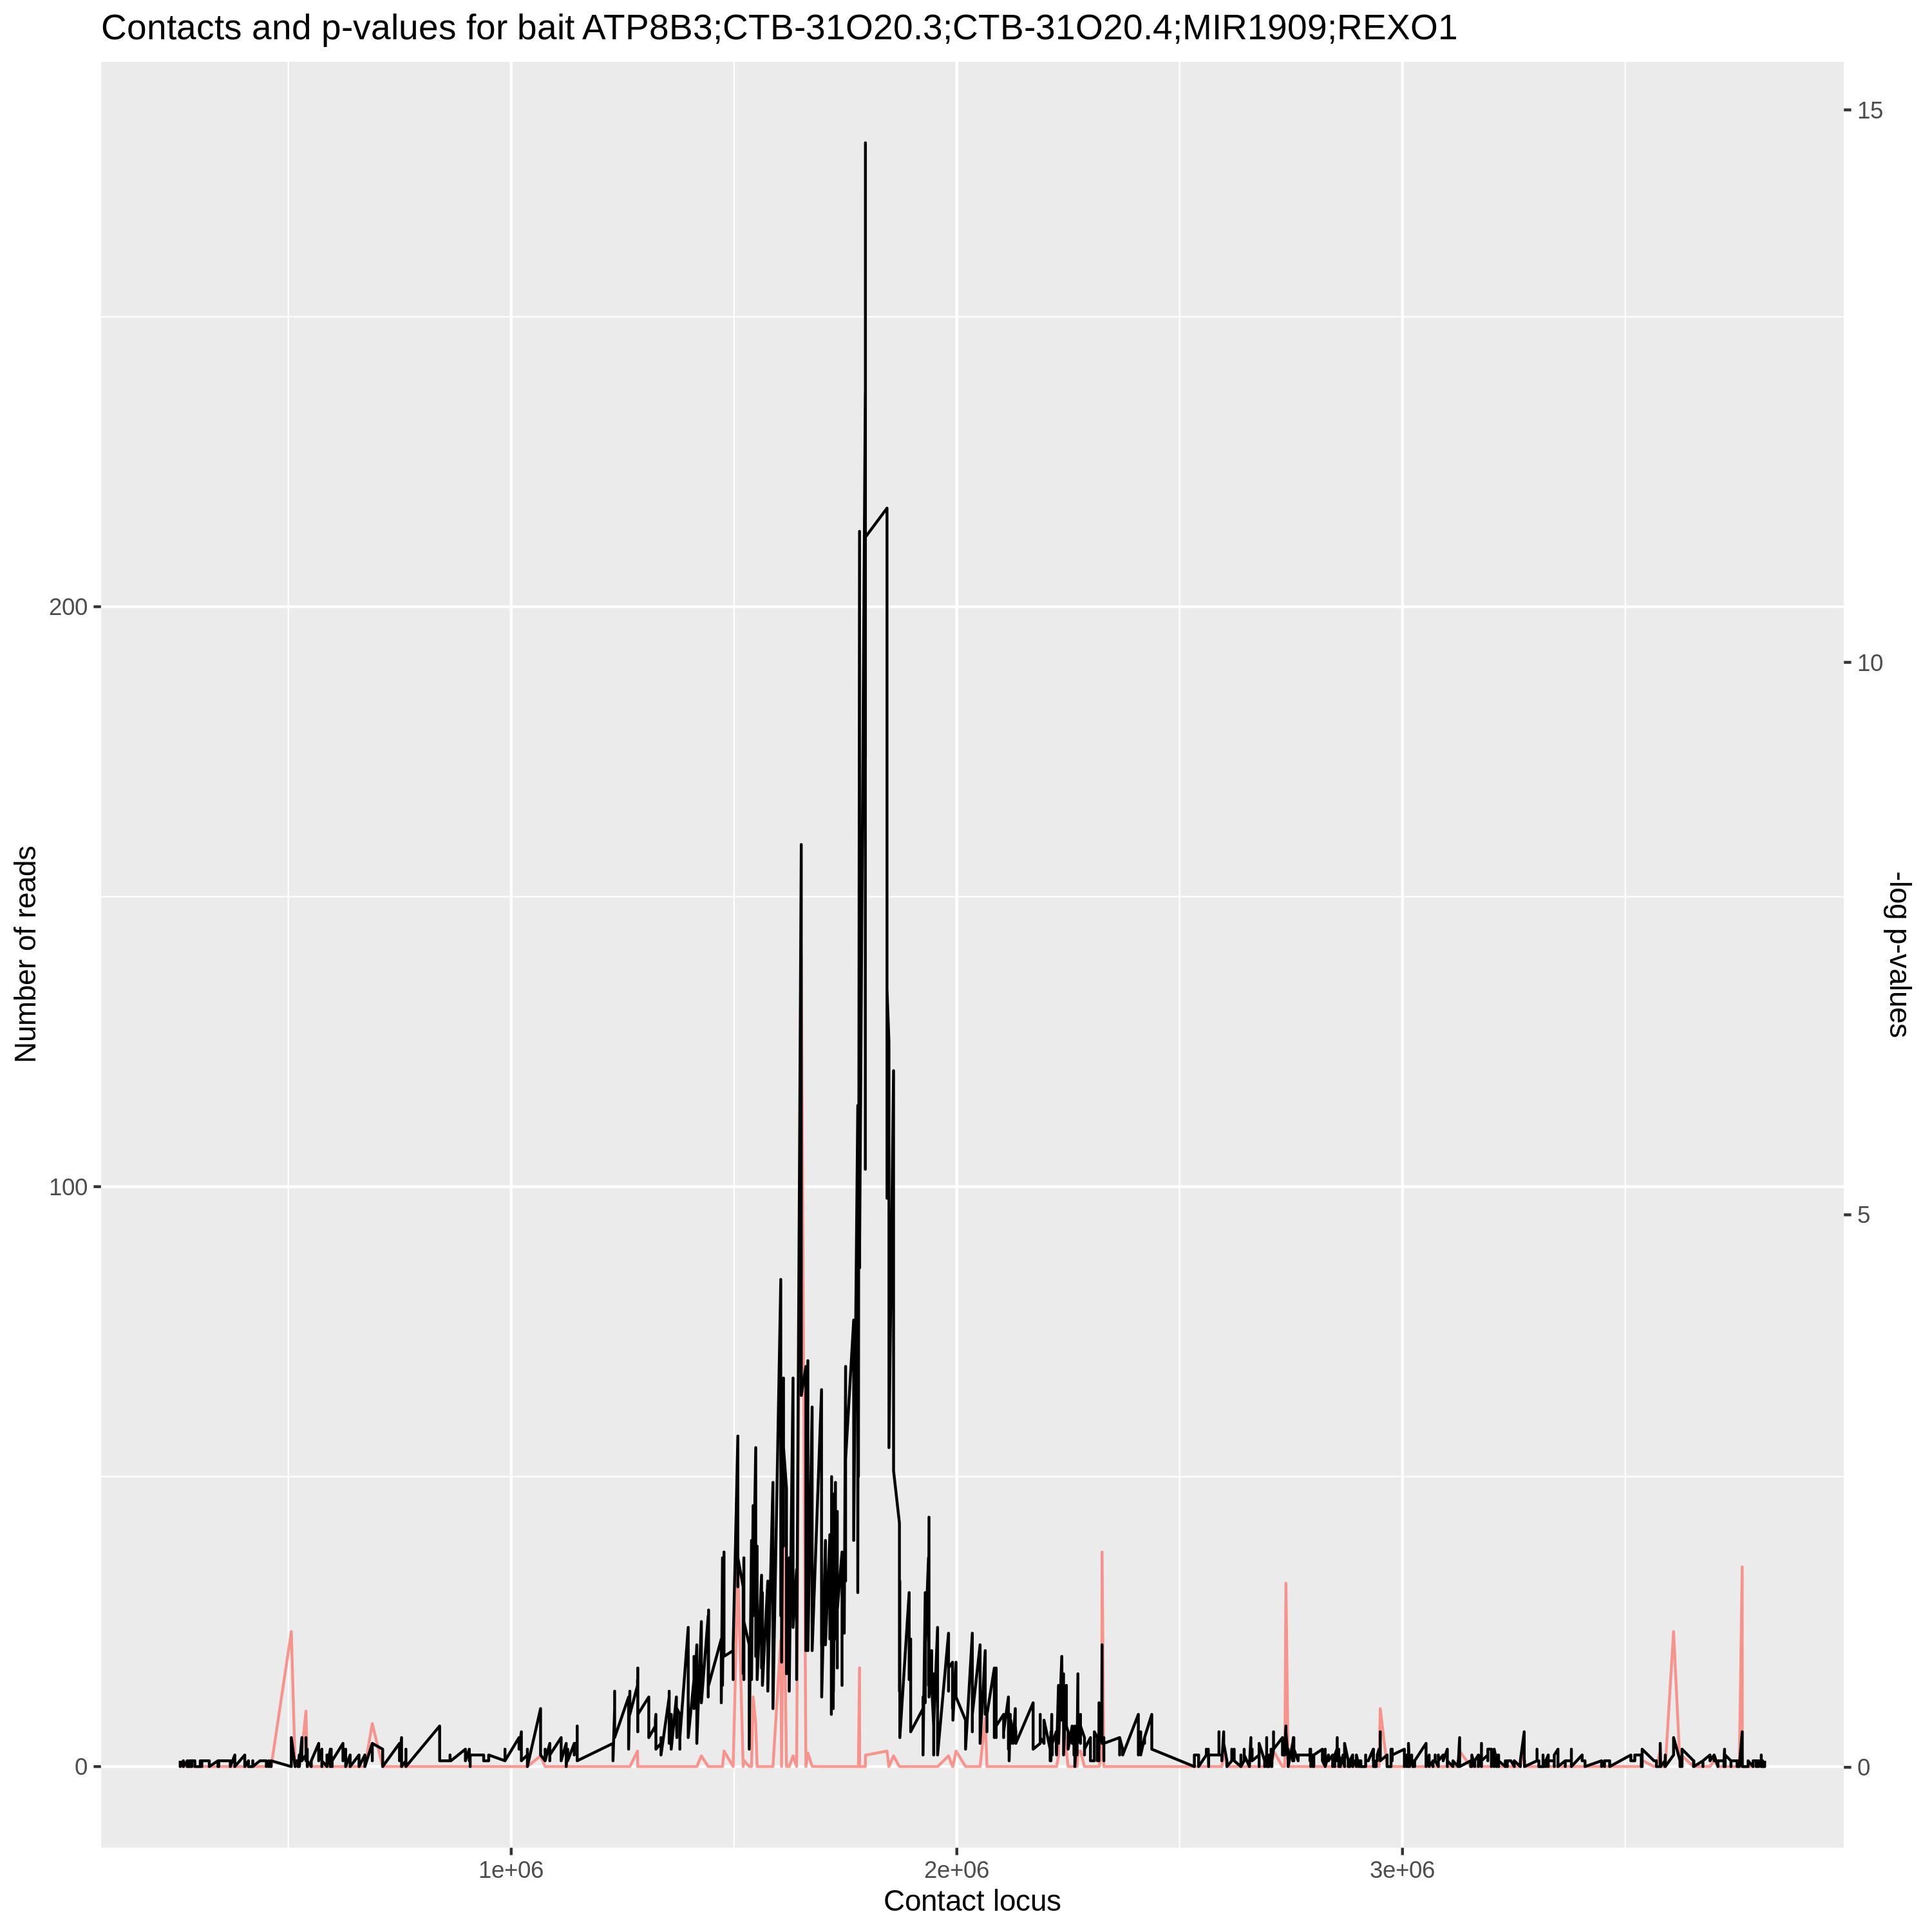 Contacts and p-values for bait ATP8B3;CTB-31O20.3;CTB-31O20.4;MIR1909;REXO1
15
200
10
Number of reads
-log p-values
100
5
0
0
1e+06
2e+06
3e+06
Contact locus